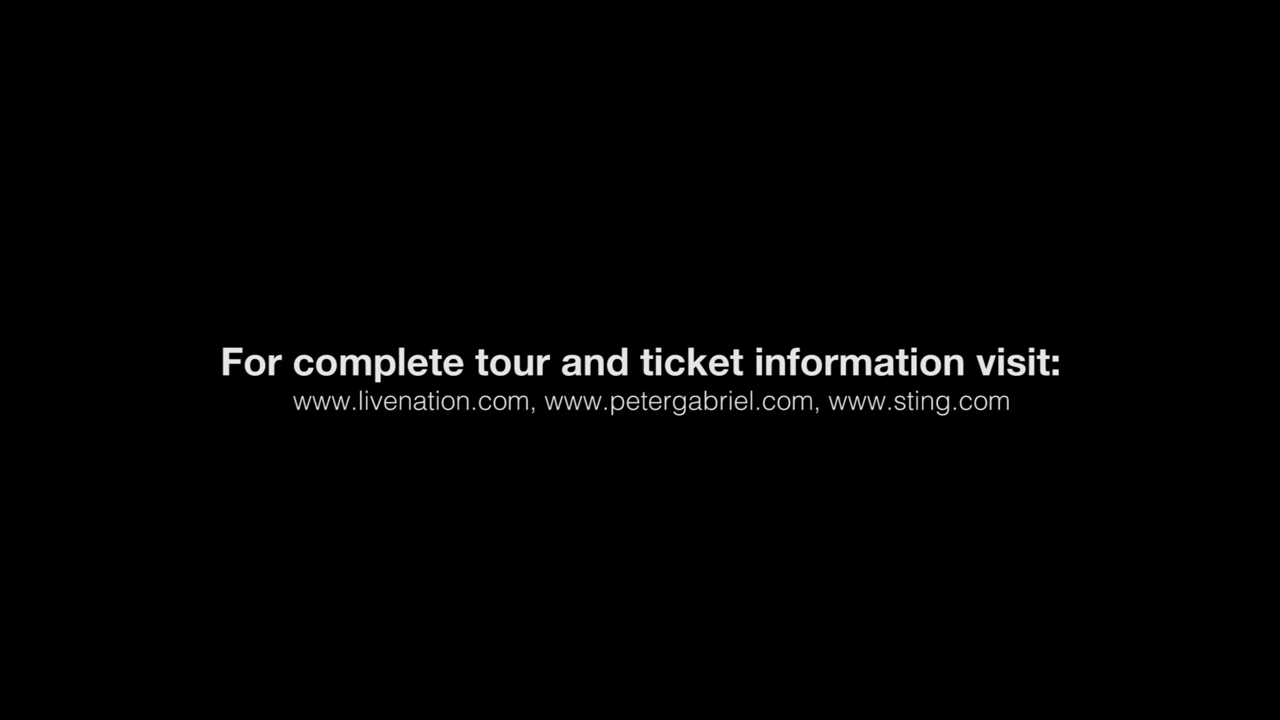 For complete tour and ticket information visit:
www.livenation.com, www.petergabriel.com, www.sting.com